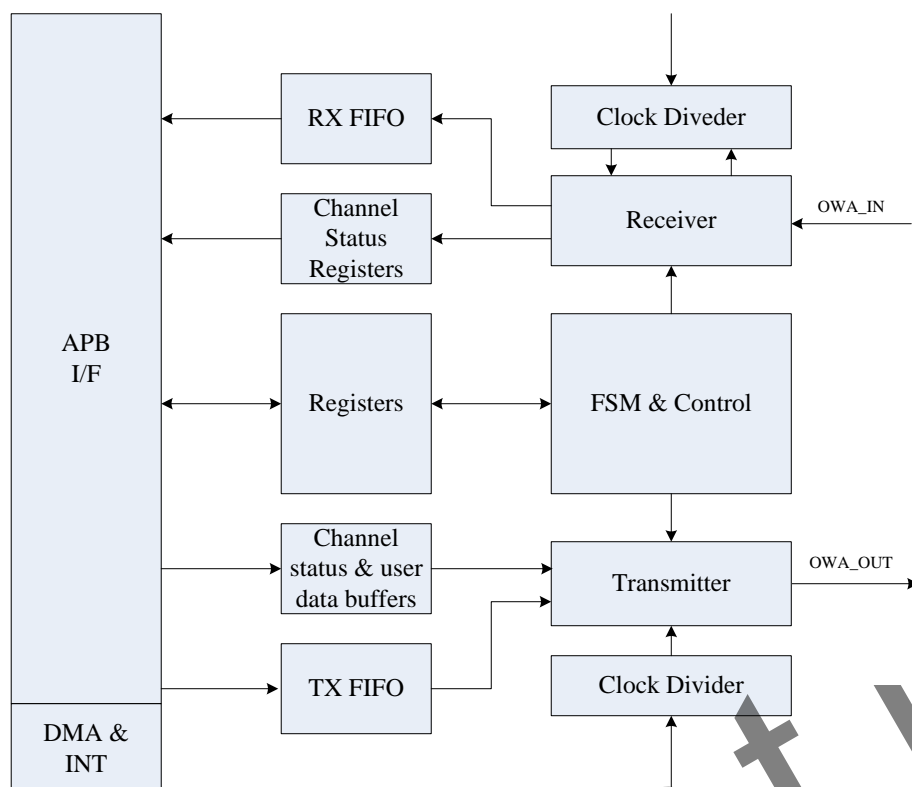 RX FIFO
Clock Diveder
Channel
Status
Registers
Receiver
OWA_IN
APB
I/F
Registers
FSM & Control
Channel
status & user
data buffers
Transmitter
OWA_OUT
TX FIFO
Clock Divider
DMA &
INT